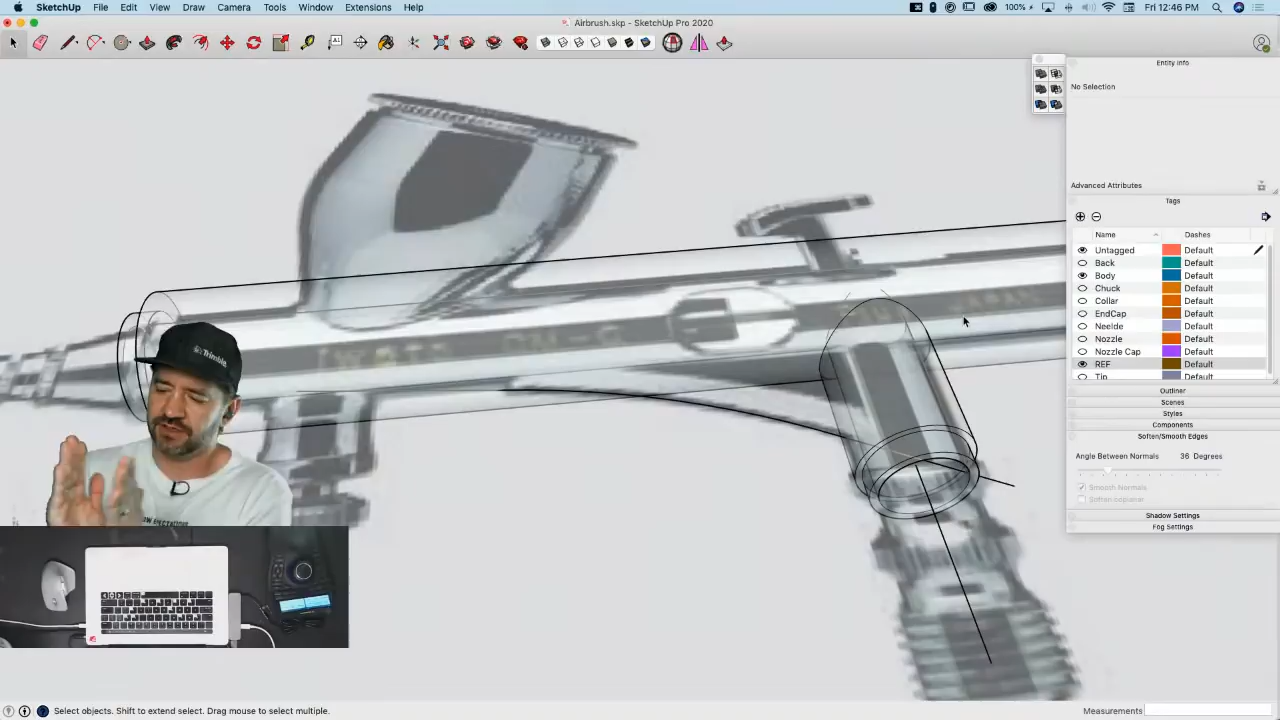 SketchUp File Edit View Draw Camera Tools Window Extensions Help
100% Fri 12:46 PM
Airbrush.skp - SketchUp Pro 2020
Entity Info
No Selection
Advanced Attributes
Tags
Name Dashes
Untagged Default
Back Default
Body Default
Chuck Default
Collar Default
EndCap Default
Neelde Default
Nozzle Default
Nozzle Cap Default
REF Default
Tip
Outliner
Scenes
Styles
Components
Soften/Smooth Edges
Angle Between Normals 36 Degrees
Smooth Normals
Soften coplanar
Shadow Settings
Fog Settings
Trimble
Select objects. Shift to extend select. Drag mouse to select multiple.
Measurements